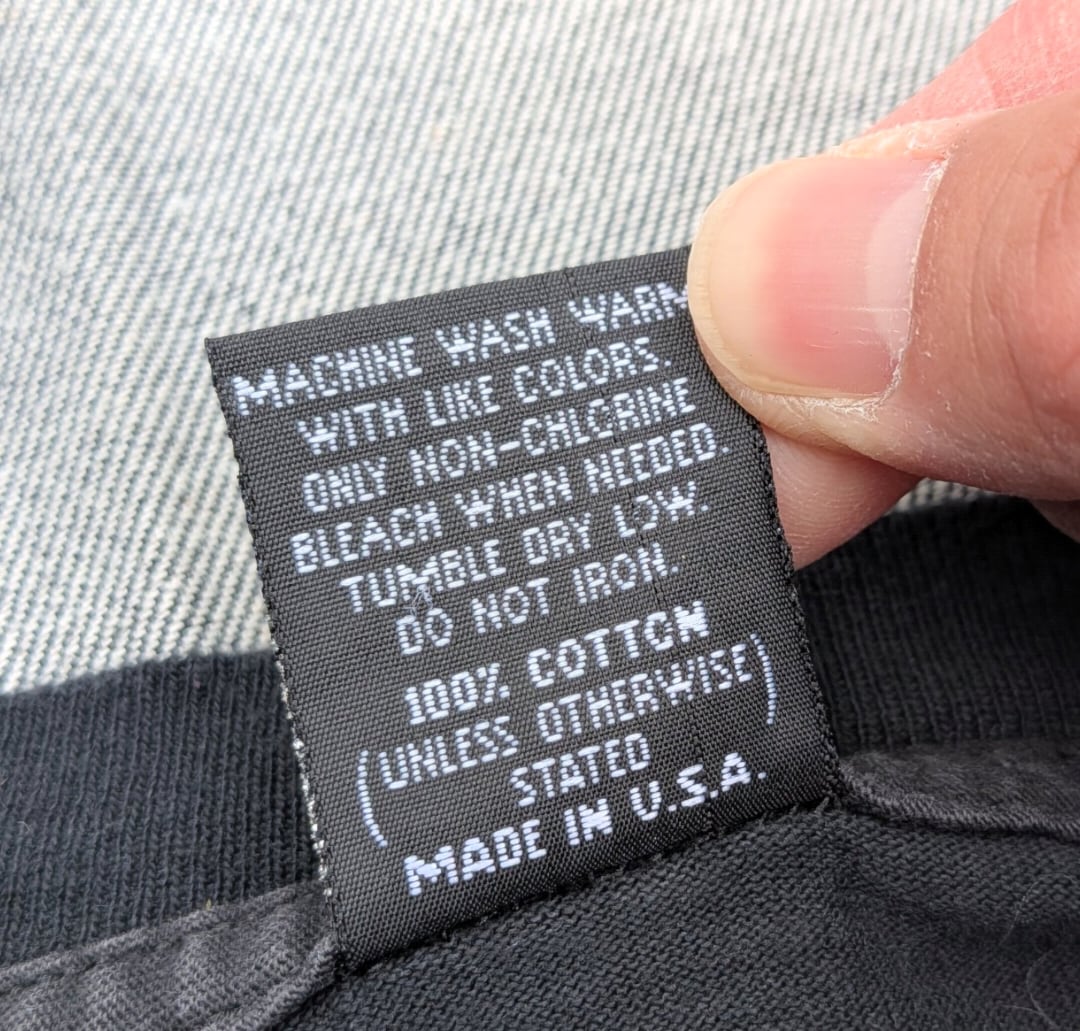 MACHINE WASH WARM
WITH LIKE COLORS.
ONLY NON-CHLORINE
BLEACH WHEN NEEDED.
TUMBLE DRY LOW.
DO NOT IRON.
100% COTTON
(UNLESS OTHERWISE)
STATED
MADE IN U.S.A.